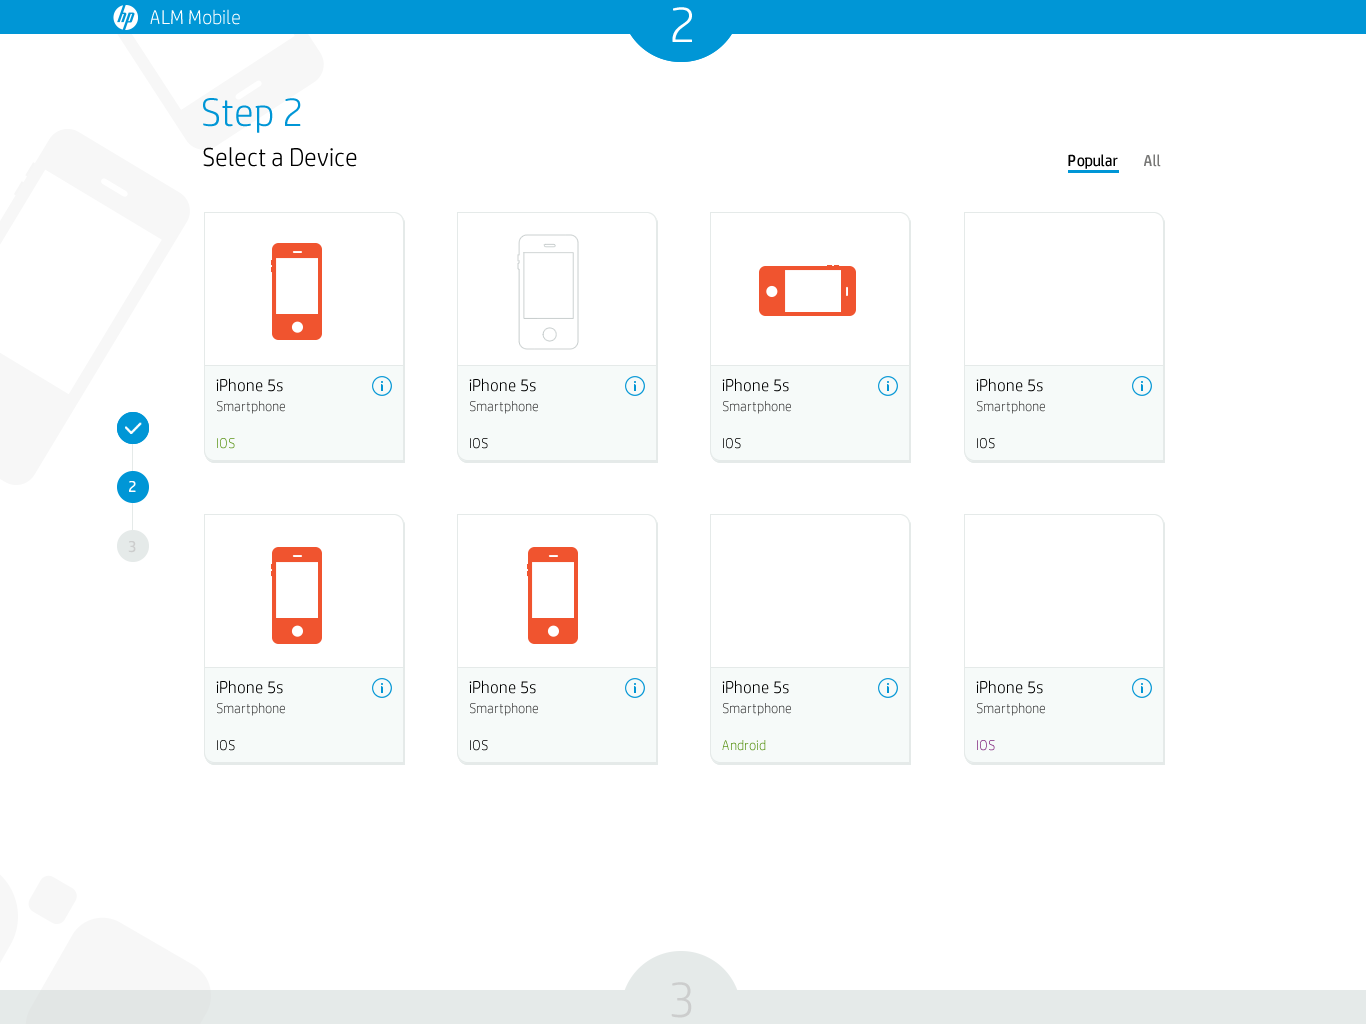 hp ALM Mobile
2
Step 2
Select a Device
Popular All
iPhone 5s
Smartphone
IOS
iPhone 5s
Smartphone
IOS
iPhone 5s
Smartphone
IOS
iPhone 5s
Smartphone
IOS
2
3
iPhone 5s
Smartphone
IOS
iPhone 5s
Smartphone
IOS
iPhone 5s
Smartphone
Android
iPhone 5s
Smartphone
IOS
3